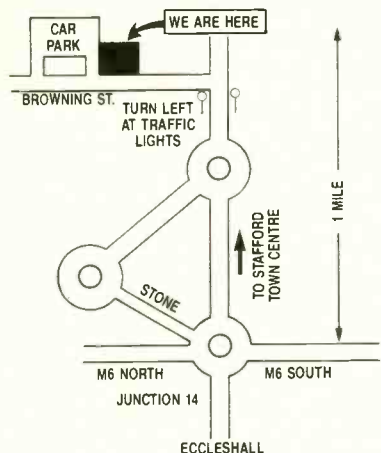 WE ARE HERE
CAR
PARK
BROWNING ST.
TURN LEFT
AT TRAFFIC
LIGHTS
1 MILE
TO STAFFORD
TOWN CENTRE
STONE
M6 NORTH
M6 SOUTH
JUNCTION 14
ECCLESHALL